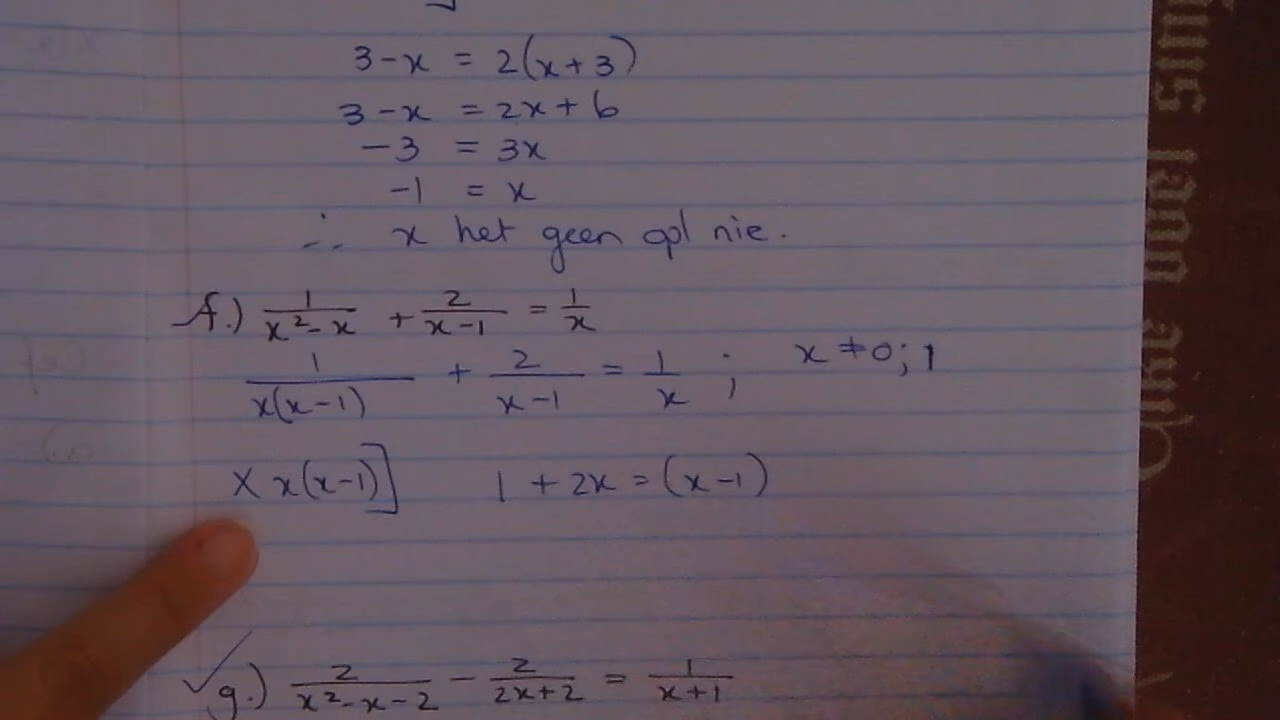 3 - x = 2(x + 3)
3 - x = 2x + 6
-3 = 3x
-1 = x
∴ x het geen opl nie.
f.) 1/(x² - x) + 2/(x - 1) = 1/x
1/(x(x - 1)) + 2/(x - 1) = 1/x ; x ≠ 0; 1
× x(x - 1)] 1 + 2x = (x - 1)
✓ g.) 2/(x² - x - 2) - 2/(2x + 2) = 1/(x + 1)